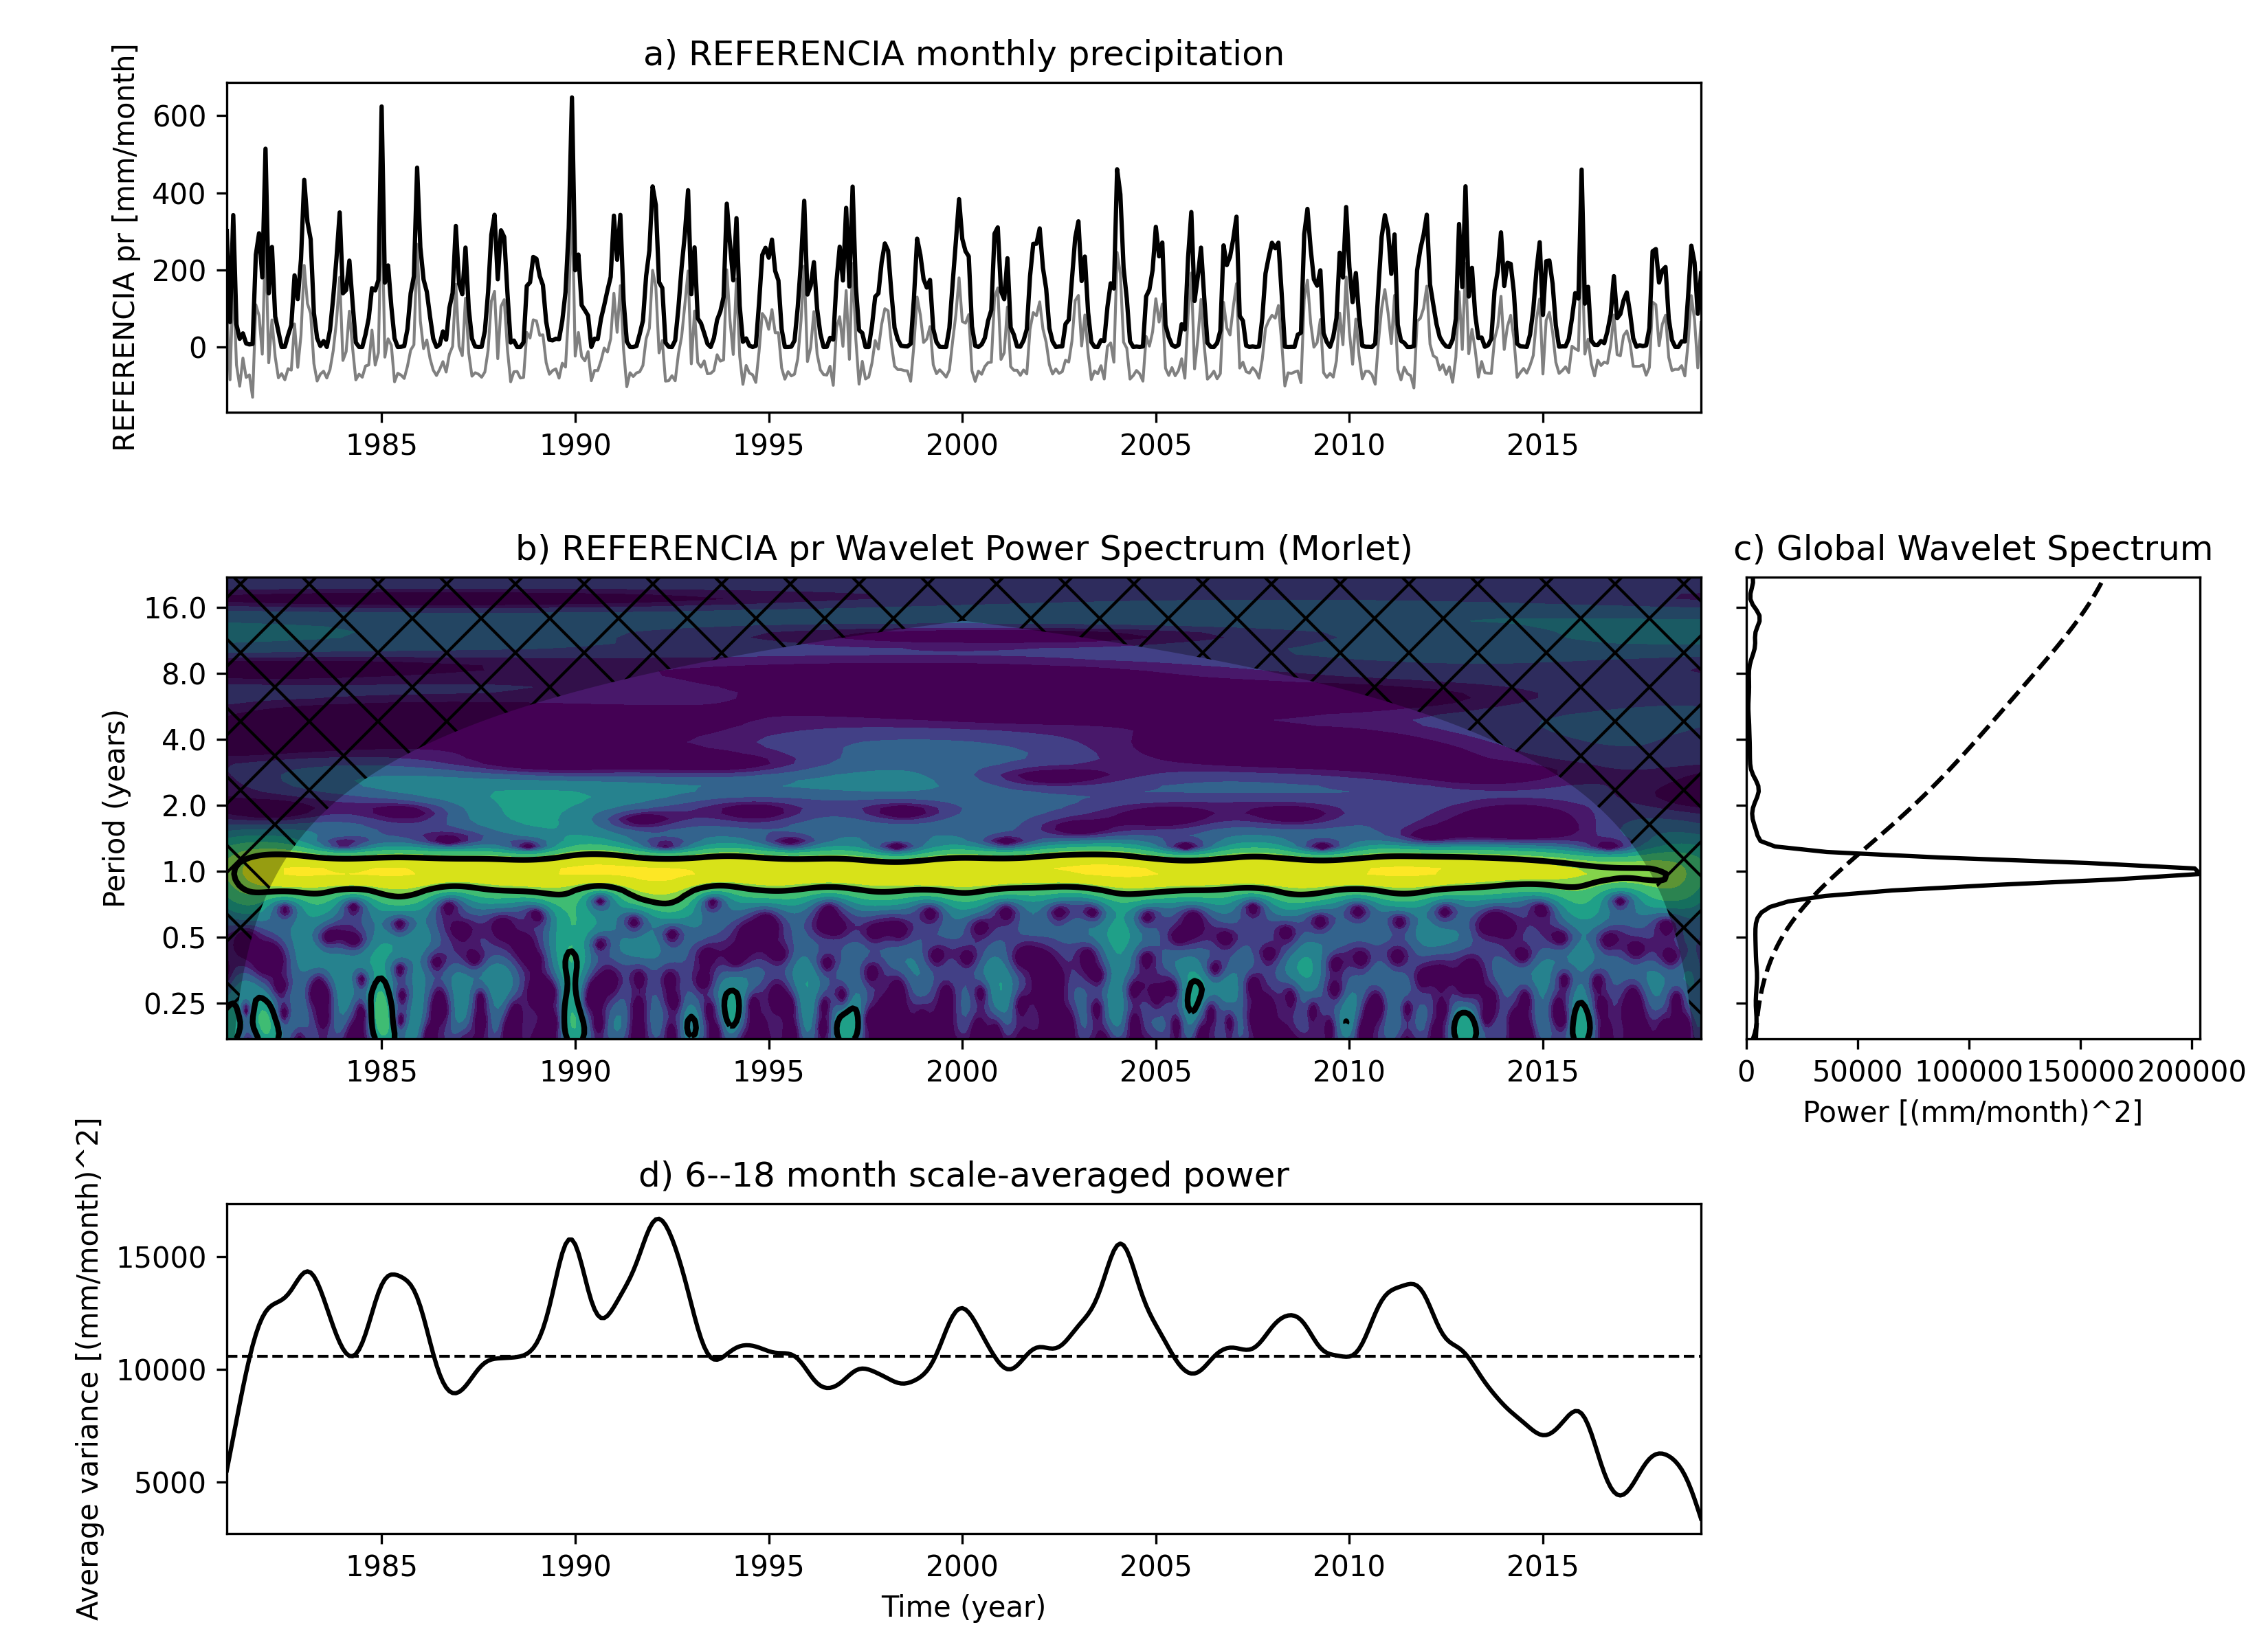 a) REFERENCIA monthly precipitation
REFERENCIA pr [mm/month]
600
400
200
0
1985 1990 1995 2000 2005 2010 2015
b) REFERENCIA pr Wavelet Power Spectrum (Morlet)
Period (years)
16.0
8.0
4.0
2.0
1.0
0.5
0.25
1985 1990 1995 2000 2005 2010 2015
c) Global Wavelet Spectrum
0 50000 100000 150000 200000
Power [(mm/month)^2]
d) 6--18 month scale-averaged power
Average variance [(mm/month)^2]
15000
10000
5000
1985 1990 1995 2000 2005 2010 2015
Time (year)